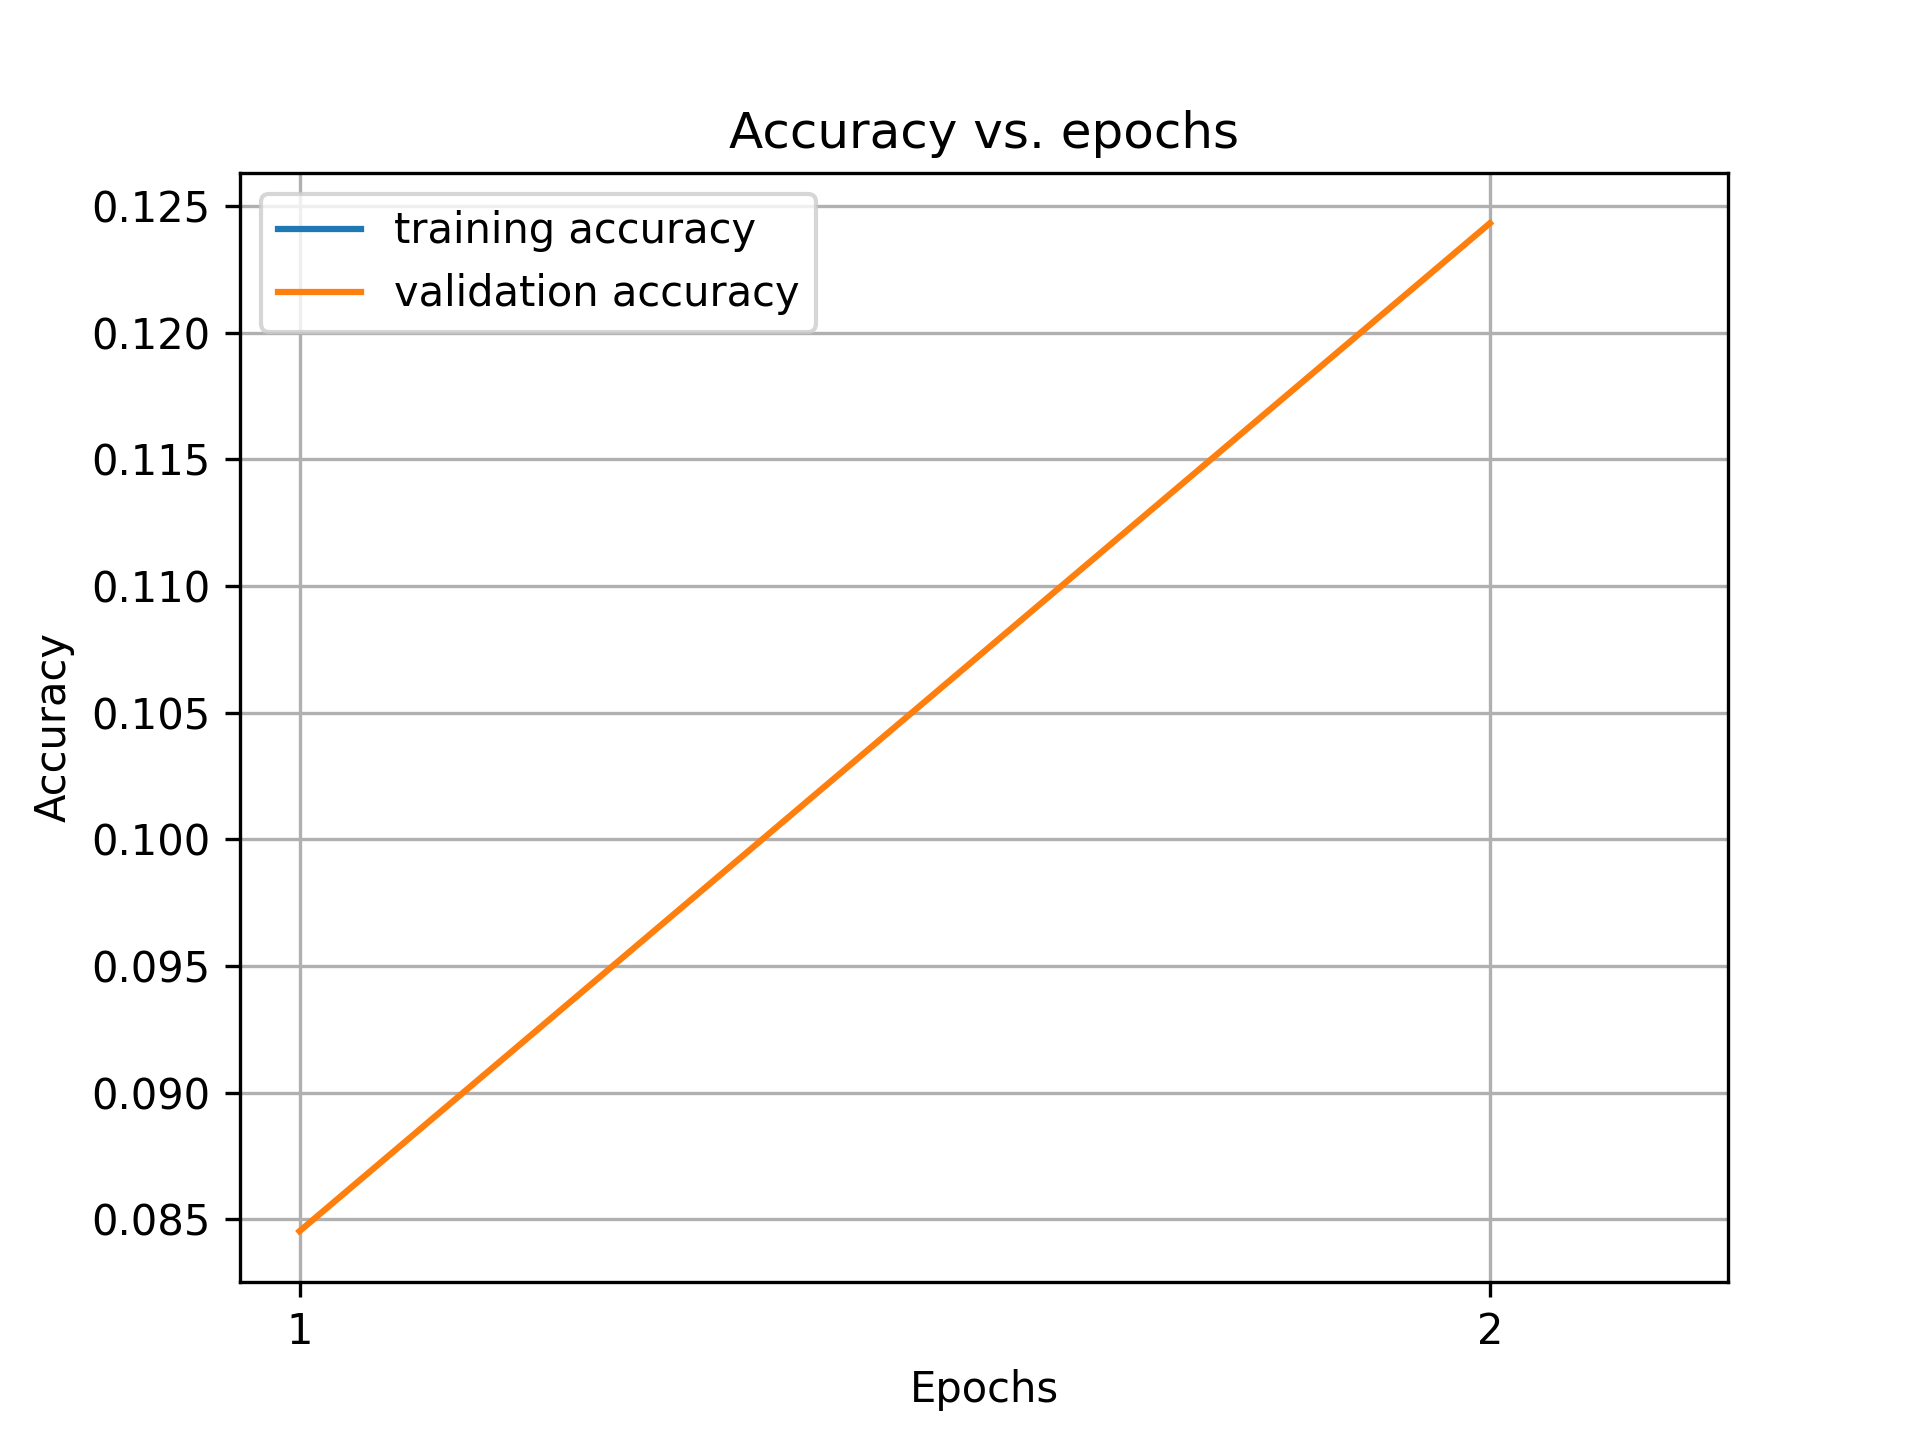 Accuracy vs. epochs
training accuracy
validation accuracy
Accuracy
0.125
0.120
0.115
0.110
0.105
0.100
0.095
0.090
0.085
1
2
Epochs